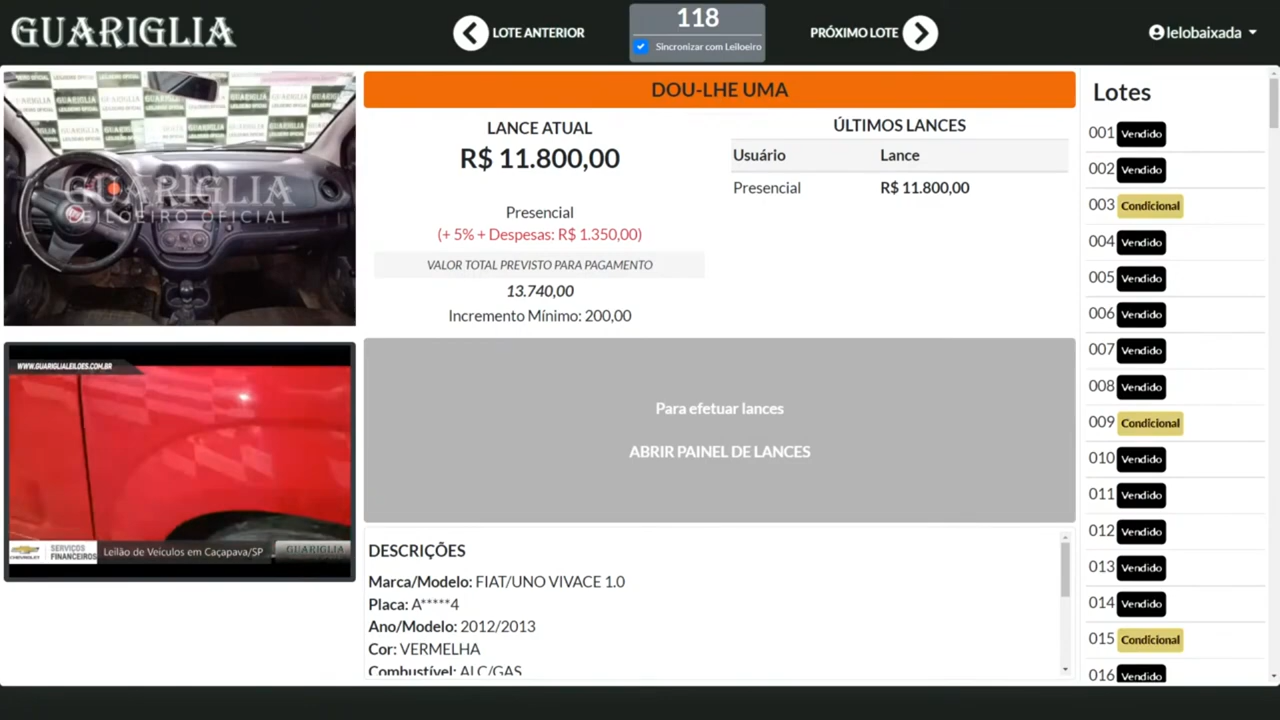 GUARIGLIA
LOTE ANTERIOR
118
Sincronizar com Leiloeiro
PRÓXIMO LOTE
lelobaixada
GUARIGLIA
LEILOEIRO OFICIAL
WWW.GUARIGLIALEILOES.COM.BR
CHEVROLET
SERVIÇOS
FINANCEIROS
Leilão de Veículos em Caçapava/SP
GUARIGLIA
DOU-LHE UMA
LANCE ATUAL
R$ 11.800,00
Presencial
(+ 5% + Despesas: R$ 1.350,00)
VALOR TOTAL PREVISTO PARA PAGAMENTO
13.740,00
Incremento Mínimo: 200,00
ÚLTIMOS LANCES
Usuário Lance
Presencial R$ 11.800,00
Para efetuar lances
ABRIR PAINEL DE LANCES
DESCRIÇÕES
Marca/Modelo: FIAT/UNO VIVACE 1.0
Placa: A*****4
Ano/Modelo: 2012/2013
Cor: VERMELHA
Combustível: ALC/GAS
Lotes
001 Vendido
002 Vendido
003 Condicional
004 Vendido
005 Vendido
006 Vendido
007 Vendido
008 Vendido
009 Condicional
010 Vendido
011 Vendido
012 Vendido
013 Vendido
014 Vendido
015 Condicional
016 Vendido